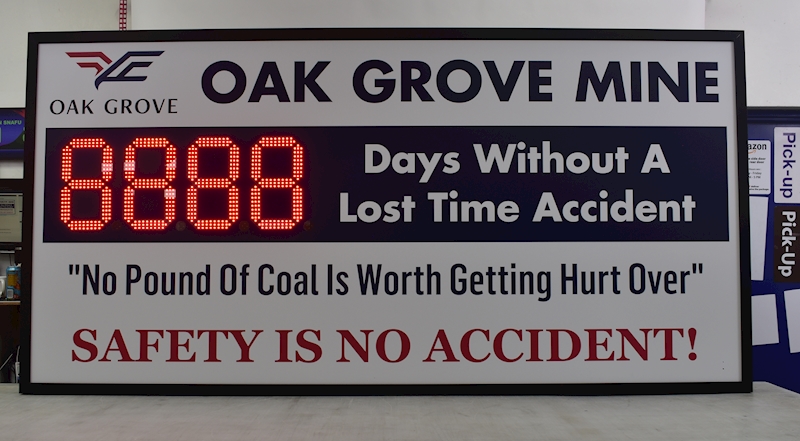 OAK GROVE
OAK GROVE MINE
8888
Days Without A
Lost Time Accident
"No Pound Of Coal Is Worth Getting Hurt Over"
SAFETY IS NO ACCIDENT!
Pick-up
Pick-Up